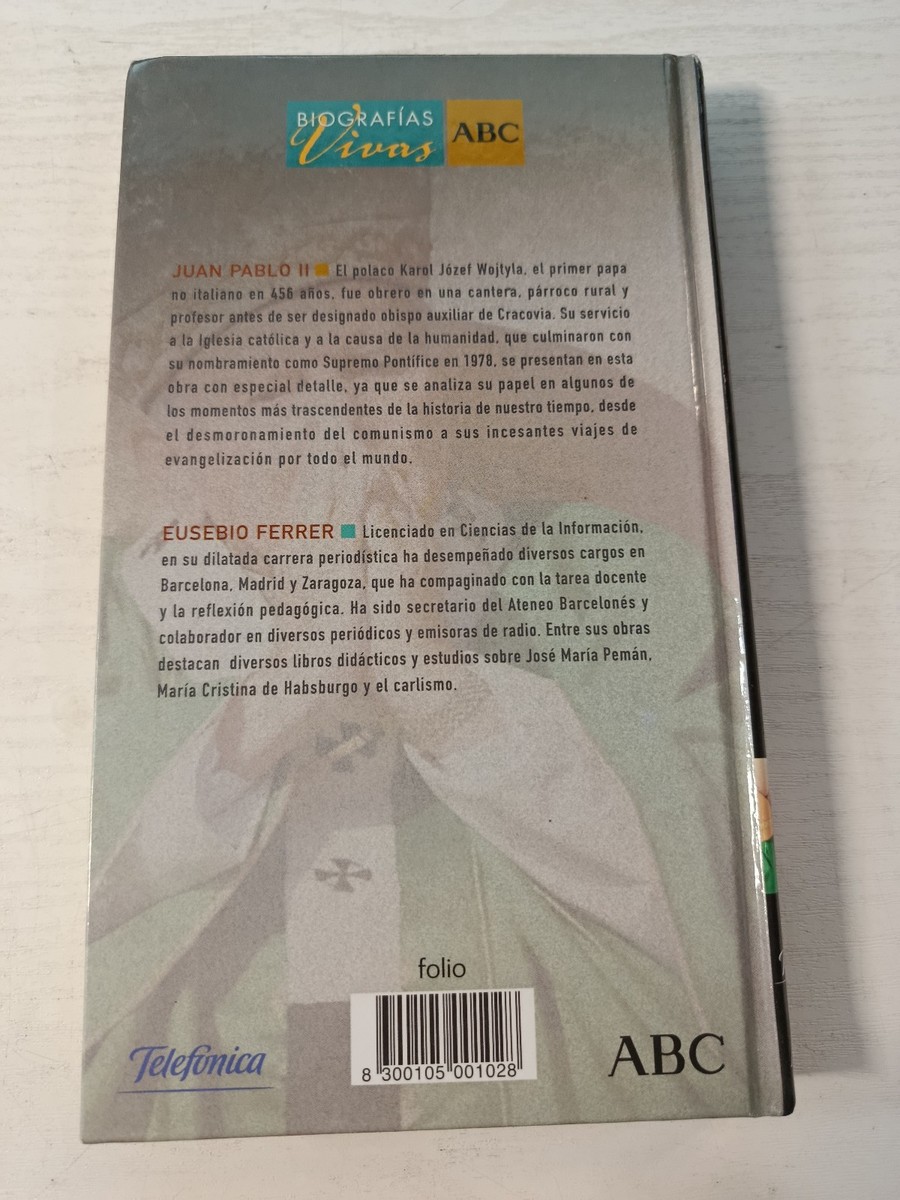 BIOGRAFÍAS
Vivas
ABC
JUAN PABLO II El polaco Karol Józef Wojtyla, el primer papa
no italiano en 456 años, fue obrero en una cantera, párroco rural y
profesor antes de ser designado obispo auxiliar de Cracovia. Su servicio
a la Iglesia católica y a la causa de la humanidad, que culminaron con
su nombramiento como Supremo Pontífice en 1978, se presentan en esta
obra con especial detalle, ya que se analiza su papel en algunos de
los momentos más trascendentes de la historia de nuestro tiempo, desde
el desmoronamiento del comunismo a sus incesantes viajes de
evangelización por todo el mundo.
EUSEBIO FERRER Licenciado en Ciencias de la Información,
en su dilatada carrera periodística ha desempeñado diversos cargos en
Barcelona, Madrid y Zaragoza, que ha compaginado con la tarea docente
y la reflexión pedagógica. Ha sido secretario del Ateneo Barcelonés y
colaborador en diversos periódicos y emisoras de radio. Entre sus obras
destacan diversos libros didácticos y estudios sobre José María Pemán,
María Cristina de Habsburgo y el carlismo.
folio
Telefónica
8 300105 001028
ABC